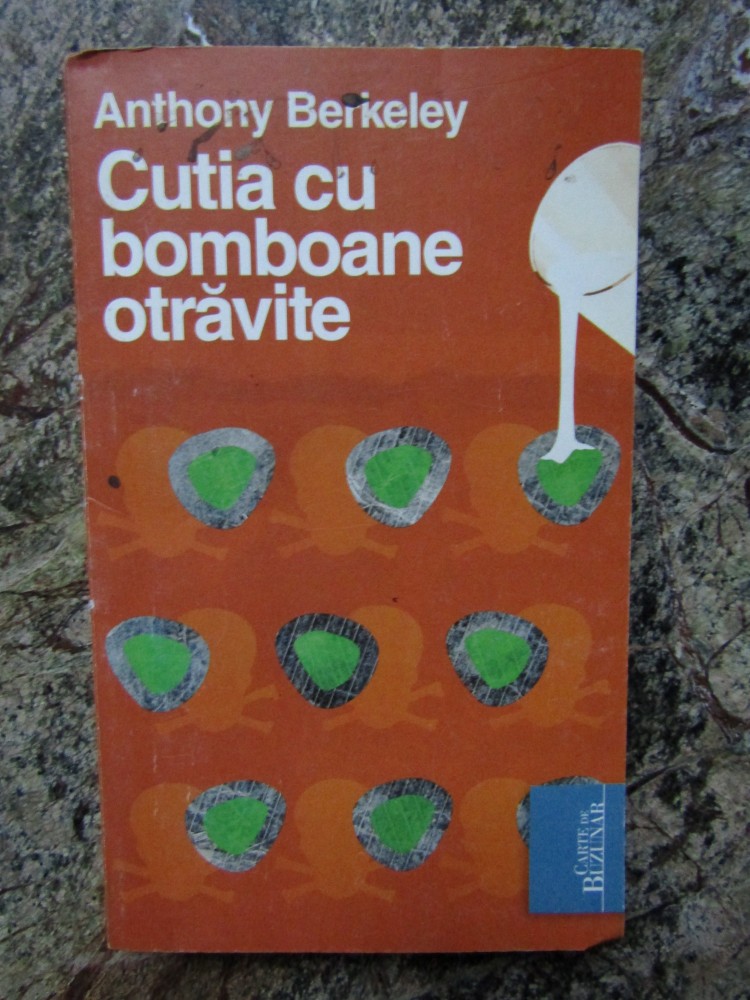 Anthony Berkeley
Cutia cu
bomboane
otrăvite
CARTE DE
BUZUNAR